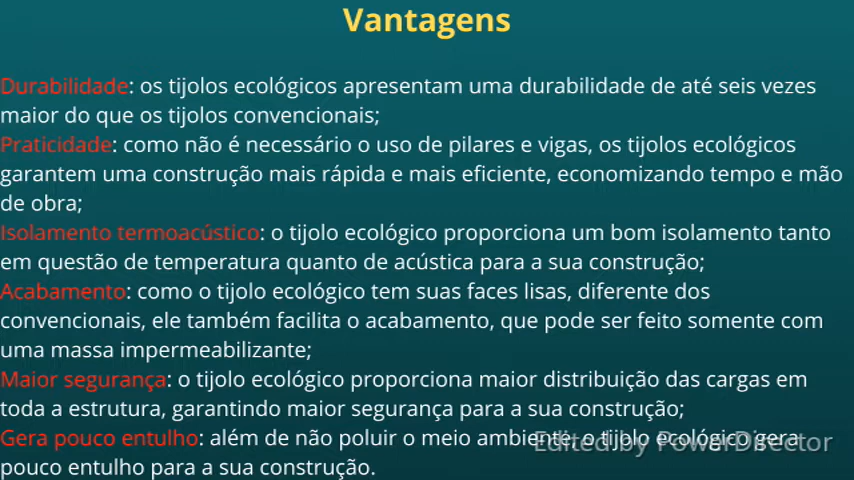 Vantagens
Durabilidade: os tijolos ecológicos apresentam uma durabilidade de até seis vezes
maior do que os tijolos convencionais;
Praticidade: como não é necessário o uso de pilares e vigas, os tijolos ecológicos
garantem uma construção mais rápida e mais eficiente, economizando tempo e mão
de obra;
Isolamento termoacústico: o tijolo ecológico proporciona um bom isolamento tanto
em questão de temperatura quanto de acústica para a sua construção;
Acabamento: como o tijolo ecológico tem suas faces lisas, diferente dos
convencionais, ele também facilita o acabamento, que pode ser feito somente com
uma massa impermeabilizante;
Maior segurança: o tijolo ecológico proporciona maior distribuição das cargas em
toda a estrutura, garantindo maior segurança para a sua construção;
Gera pouco entulho: além de não poluir o meio ambiente, o tijolo ecológico gera
Edited by PowerDirector
pouco entulho para a sua construção.